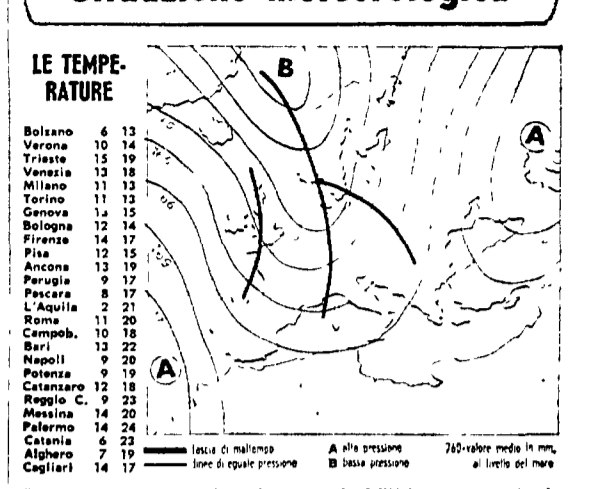 LE TEMPE-
RATURE
Bolzano 6 13
Verona 10 14
Trieste 15 19
Venezia 13 18
Milano 11 13
Torino 11 13
Genova 15
Bologna 12 14
Firenze 14 17
Pisa 12 15
Ancona 13 19
Perugia 9 17
Pescara 8 17
L'Aquila 2 21
Roma 11 20
Campob. 10 18
Bari 13 22
Napoli 9 20
Potenza 9 19
Catanzaro 12 18
Reggio C. 9 23
Messina 14 20
Palermo 14 24
Catania 6 23
Alghero 7 19
Cagliari 14 17
B
A
A
fascia di maltempo
linee di eguale pressione
A alta pressione
B bassa pressione
760=valore medio in mm,
al livello del mare